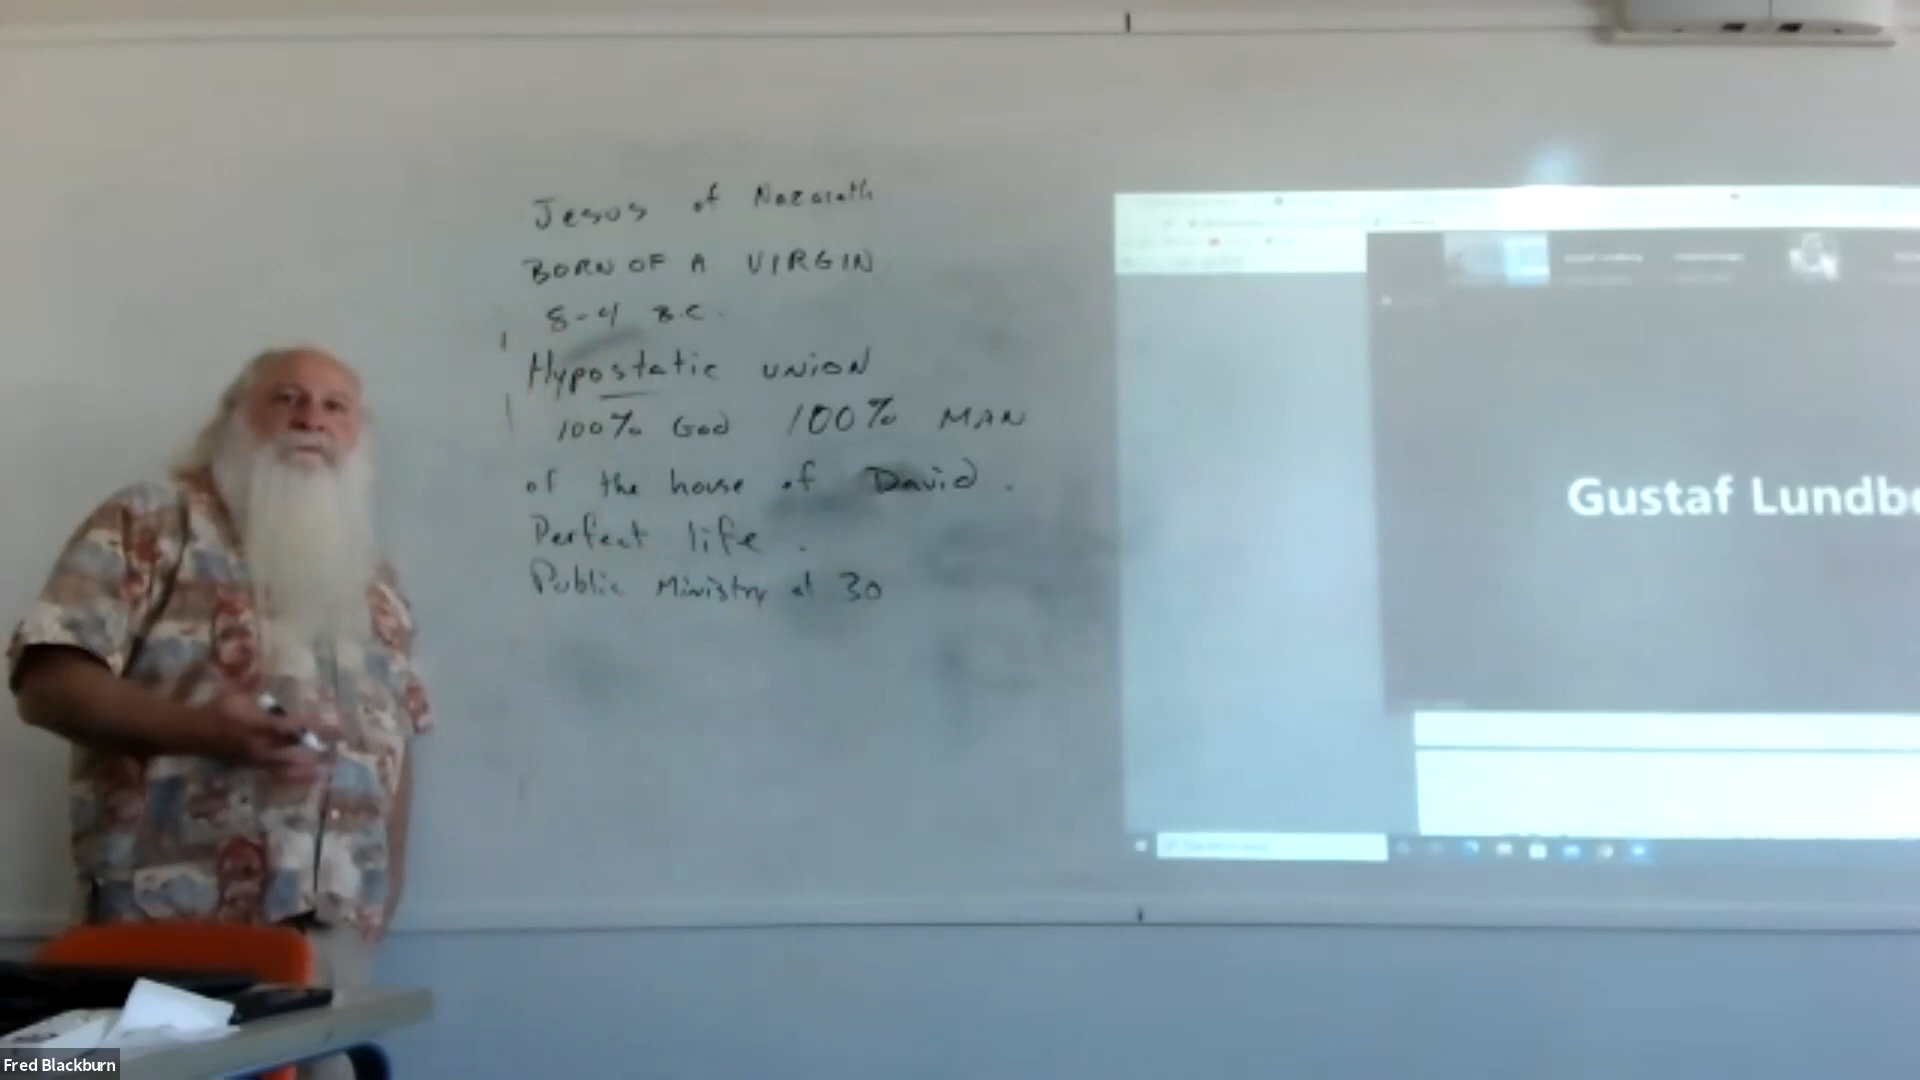 Jesus of Nazareth
BORN OF A VIRGIN
8-4 B.C.
Hypostatic UNION
100% God 100% MAN
of the house of David.
Perfect life.
Public Ministry at 30
Gustaf
Fred Blackburn